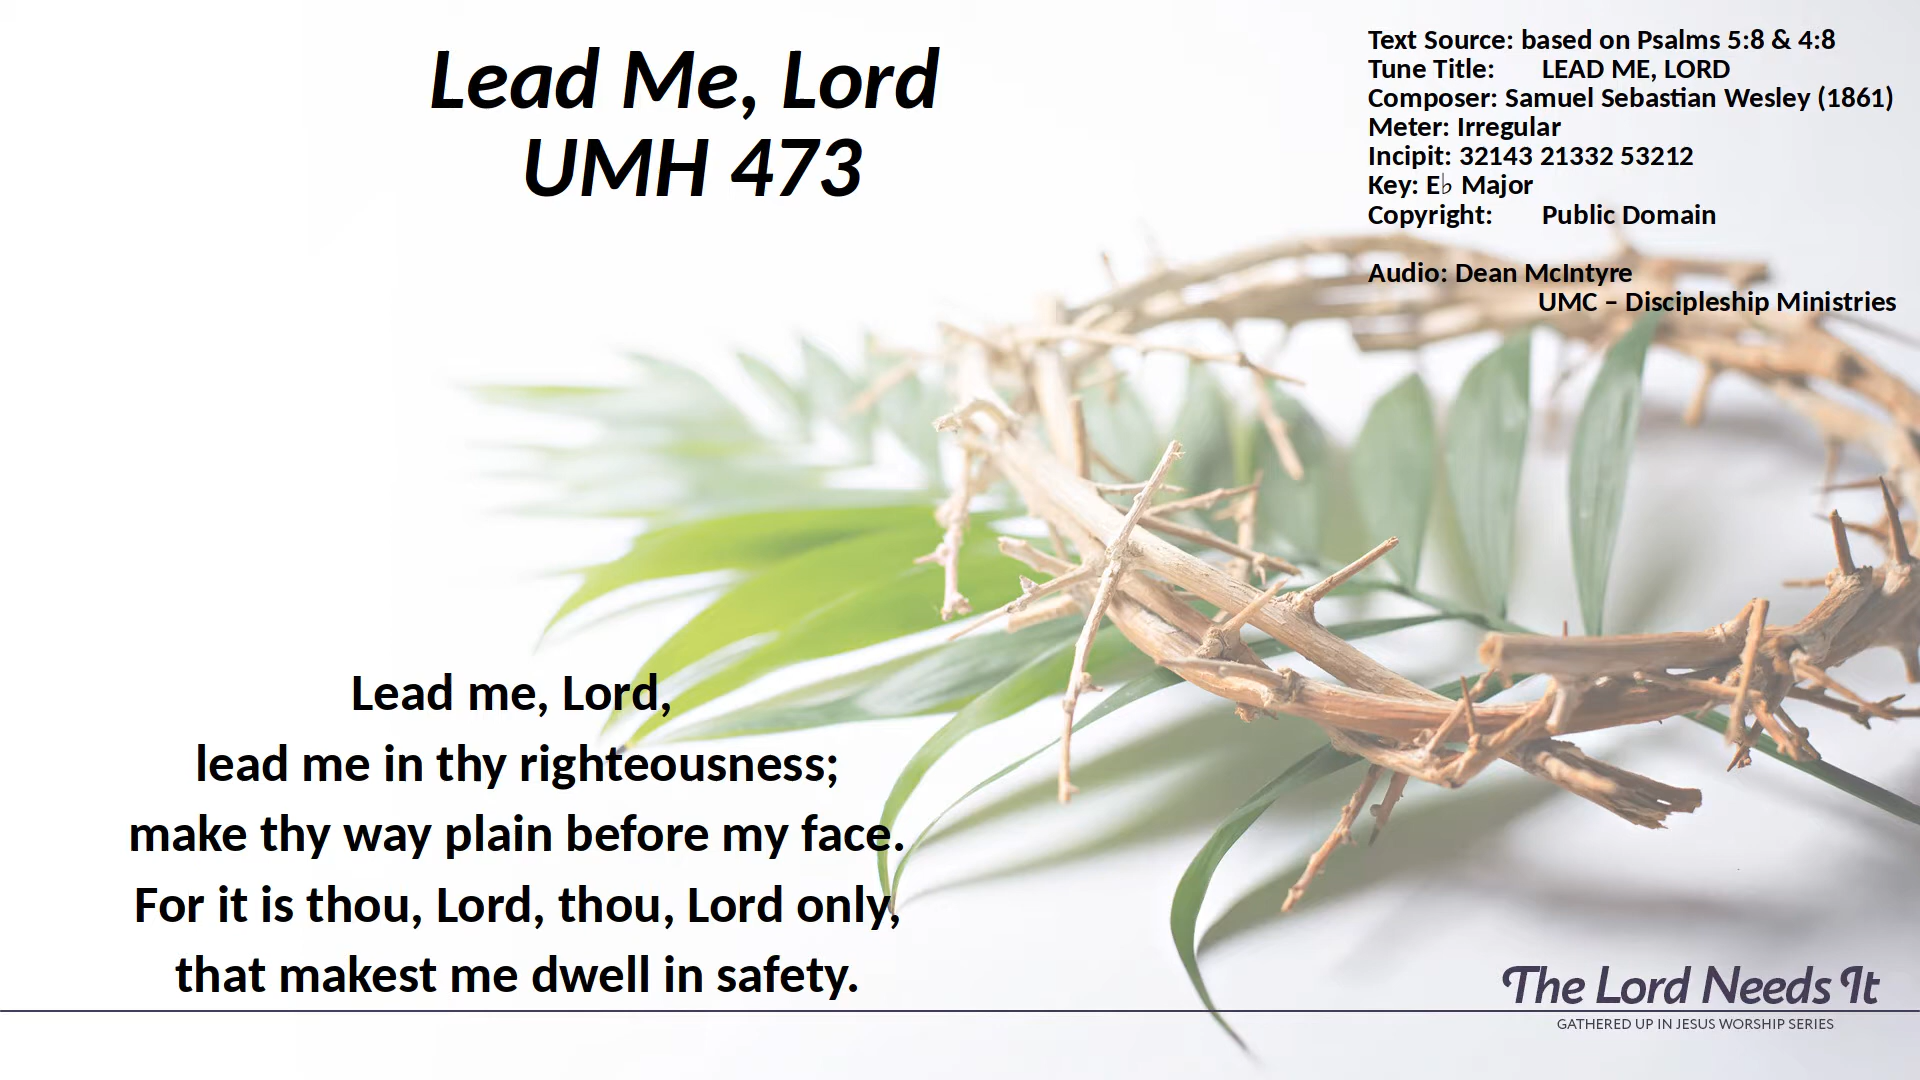 Lead Me, Lord
UMH 473
Text Source: based on Psalms 5:8 & 4:8
Tune Title: LEAD ME, LORD
Composer: Samuel Sebastian Wesley (1861)
Meter: Irregular
Incipit: 32143 21332 53212
Key: E♭ Major
Copyright: Public Domain
Audio: Dean McIntyre
UMC – Discipleship Ministries
Lead me, Lord,
lead me in thy righteousness;
make thy way plain before my face.
For it is thou, Lord, thou, Lord only,
that makest me dwell in safety.
The Lord Needs It
GATHERED UP IN JESUS WORSHIP SERIES